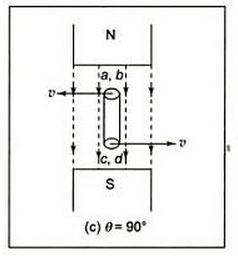 N
a, b
v
v
c, d
S
(c) θ = 90°